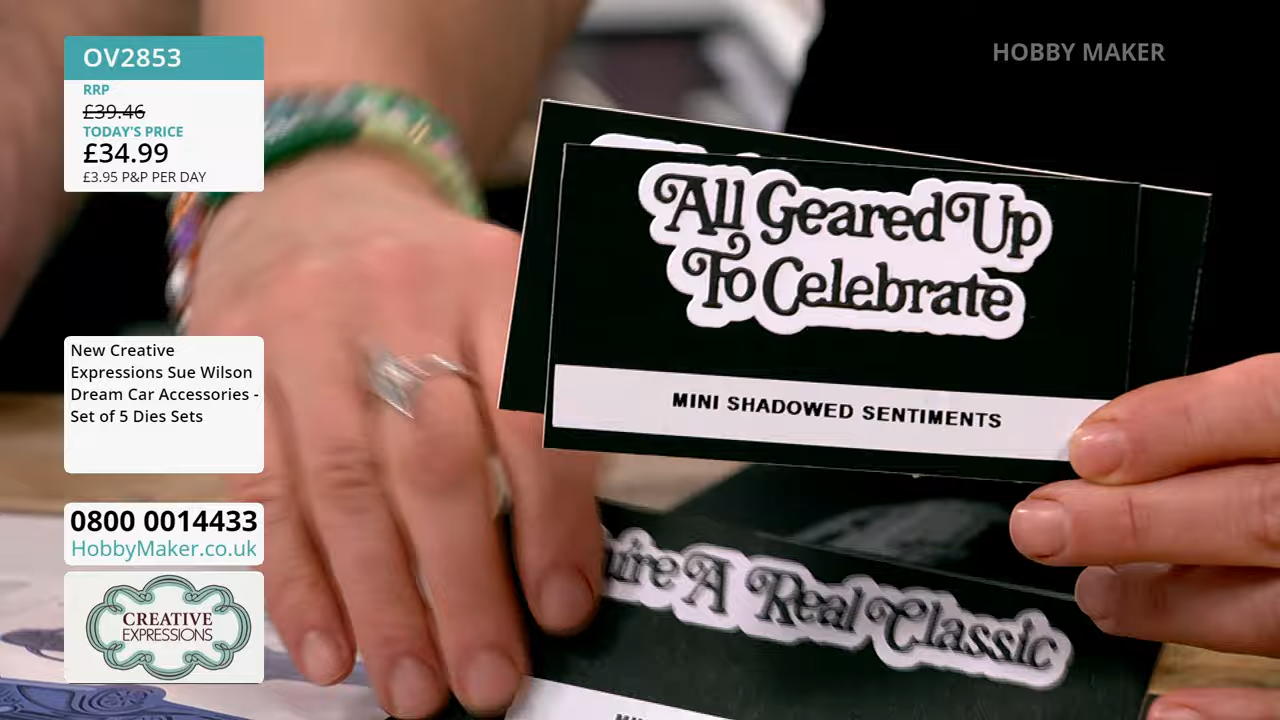 OV2853
RRP
£39.46
TODAY'S PRICE
£34.99
£3.95 P&P PER DAY
HOBBY MAKER
All Geared Up
To Celebrate
MINI SHADOWED SENTIMENTS
A Real Classic
New Creative
Expressions Sue Wilson
Dream Car Accessories -
Set of 5 Dies Sets
0800 0014433
HobbyMaker.co.uk
CREATIVE
EXPRESSIONS